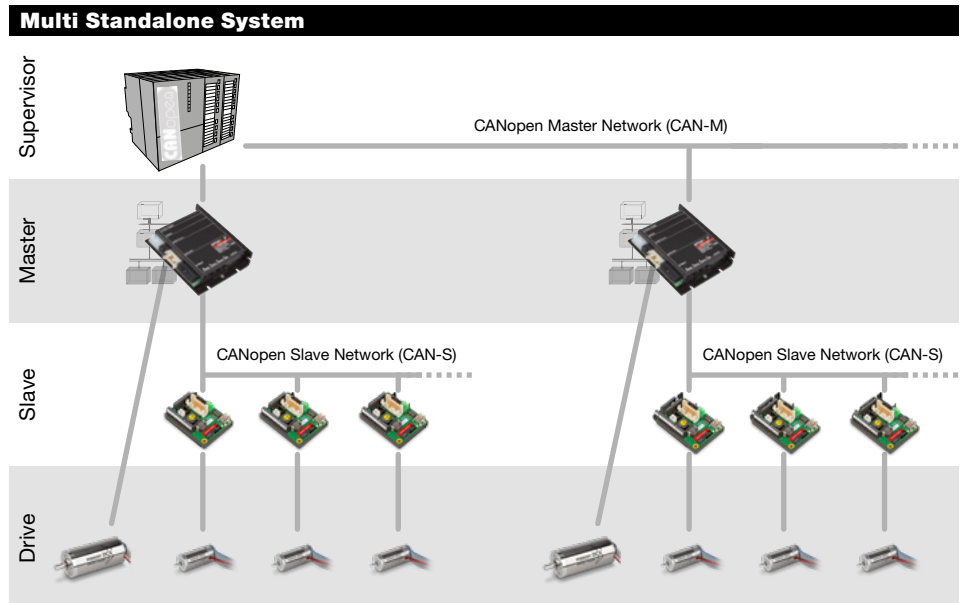 Multi Standalone System
Supervisor
CANopen
CANopen Master Network (CAN-M)
Master
Slave
CANopen Slave Network (CAN-S)
CANopen Slave Network (CAN-S)
Drive